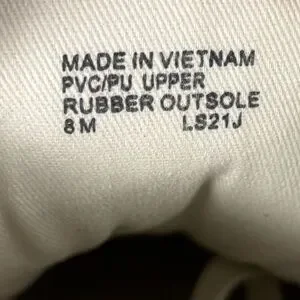 MADE IN VIETNAM
PVC/PU UPPER
RUBBER OUTSOLE
8 M LS21J